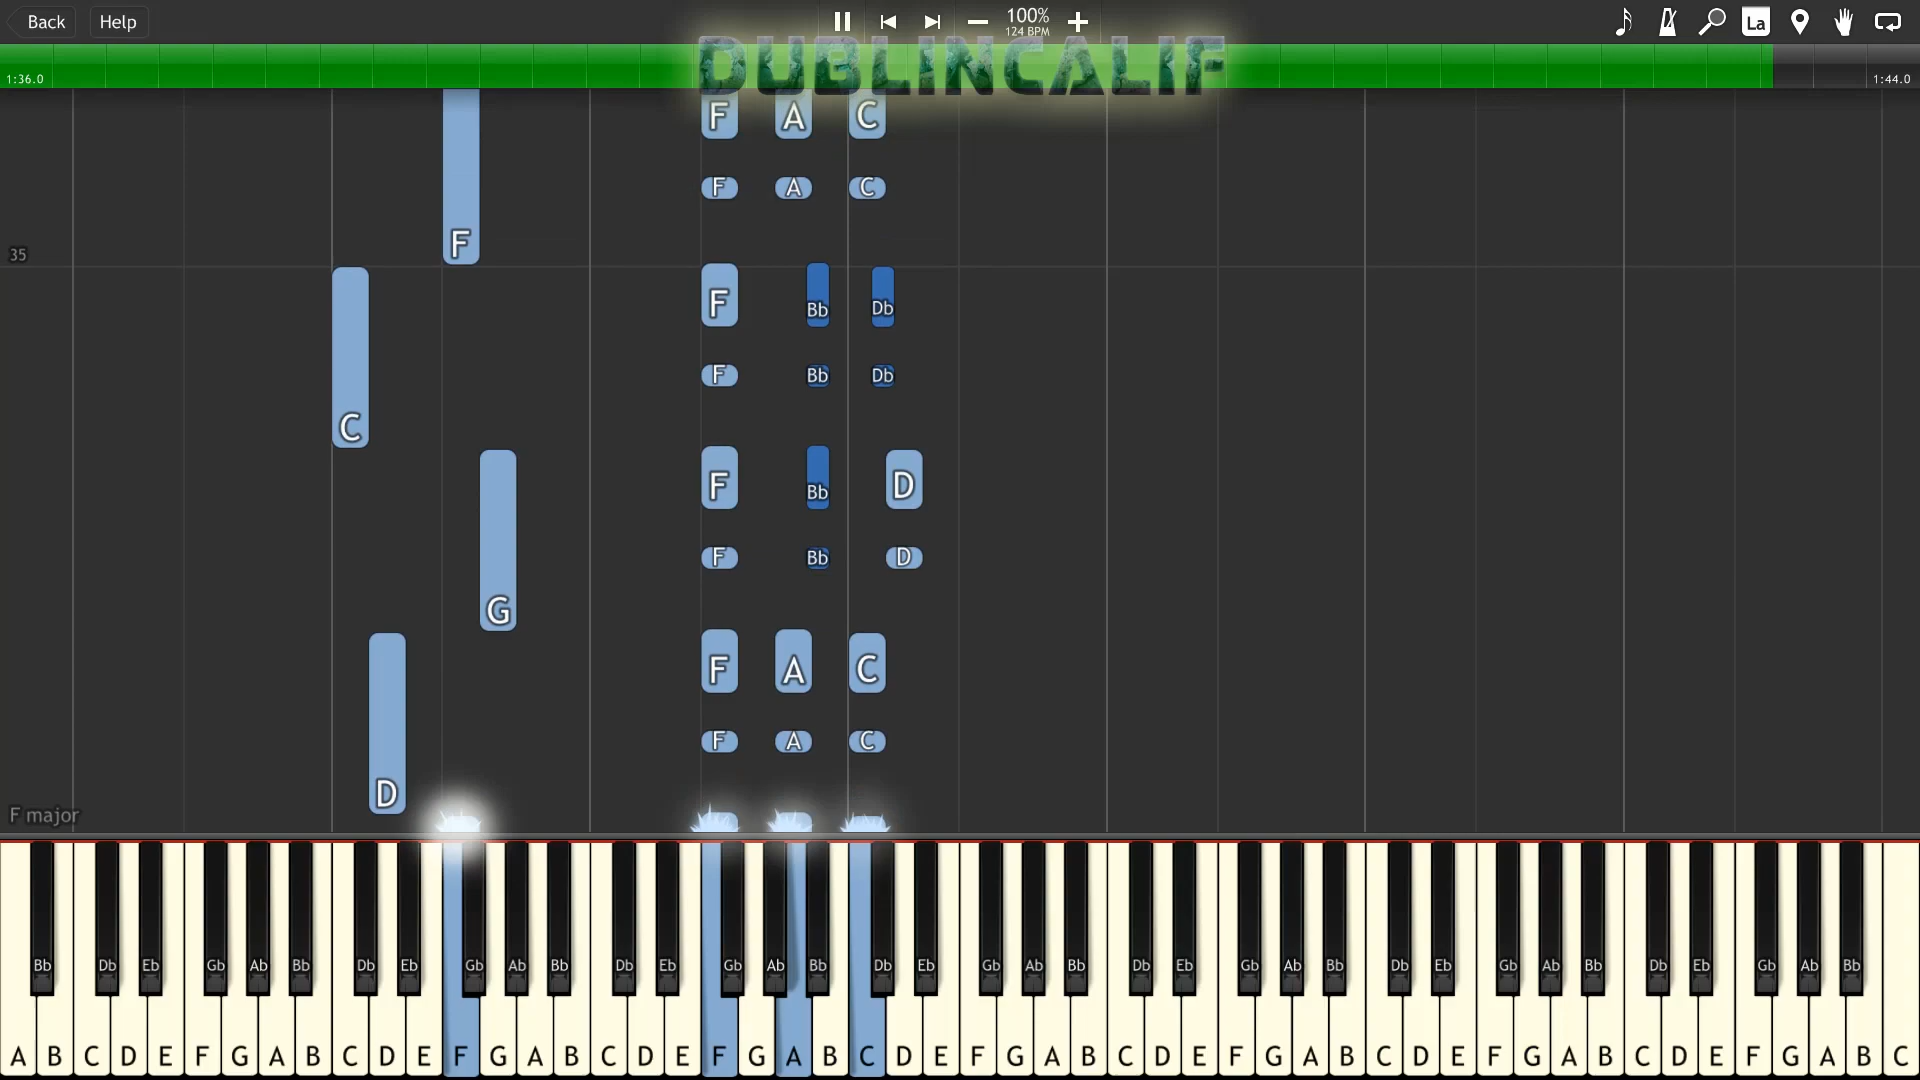 Back Help 100% La
124 BPM
DUBLINCALIF
1:36.0 1:44.0
F A C
F A C
F
35
F Bb Db
F Bb Db
C
F Bb D
F Bb D
G
F A C
F A C
D
F major
Bb Db Eb Gb Ab Bb Db Eb Gb Ab Bb Db Eb Gb Ab Bb Db Eb Gb Ab Bb Db Eb Gb Ab Bb Db Eb Gb Ab Bb Db Eb Gb Ab Bb
A B C D E F G A B C D E F G A B C D E F G A B C D E F G A B C D E F G A B C D E F G A B C D E F G A B C